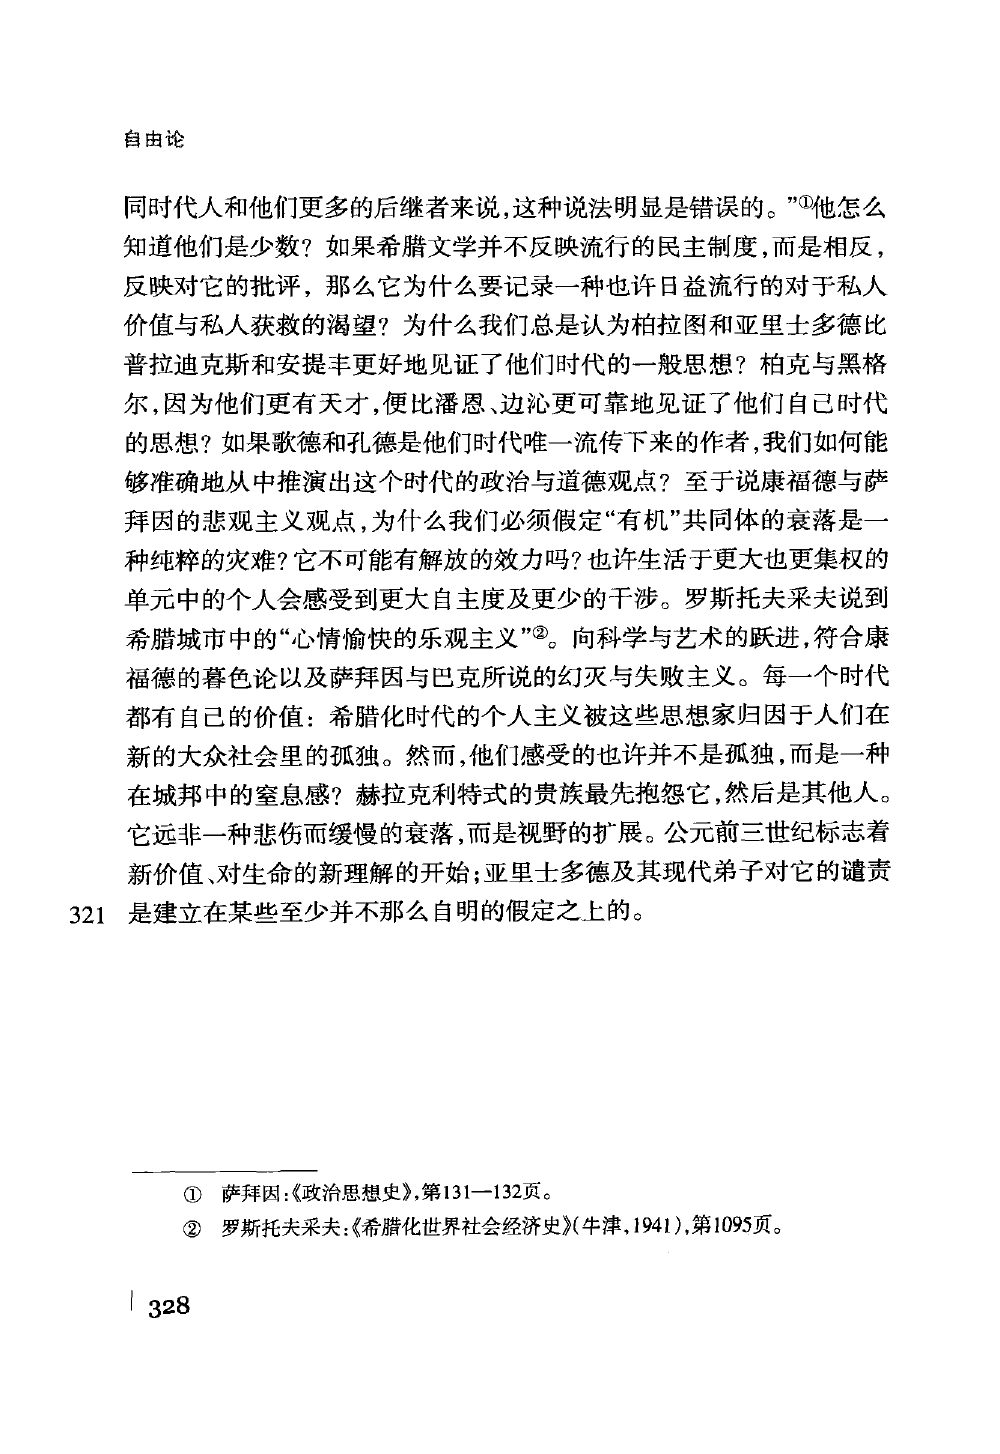 自由论
同时代人和他们更多的后继者来说,这种说法明显是错误的。”①他怎么
知道他们是少数？如果希腊文学并不反映流行的民主制度,而是相反,
反映对它的批评，那么它为什么要记录一种也许日益流行的对于私人
价值与私人获救的渴望？为什么我们总是认为柏拉图和亚里士多德比
普拉迪克斯和安提丰更好地见证了他们时代的一般思想？柏克与黑格
尔,因为他们更有天才,便比潘恩、边沁更可靠地见证了他们自己时代
的思想？如果歌德和孔德是他们时代唯一流传下来的作者,我们如何能
够准确地从中推演出这个时代的政治与道德观点？至于说康福德与萨
拜因的悲观主义观点,为什么我们必须假定“有机”共同体的衰落是一
种纯粹的灾难？它不可能有解放的效力吗？也许生活于更大也更集权的
单元中的个人会感受到更大自主度及更少的干涉。罗斯托夫采夫说到
希腊城市中的“心情愉快的乐观主义”②。向科学与艺术的跃进,符合康
福德的暮色论以及萨拜因与巴克所说的幻灭与失败主义。每一个时代
都有自己的价值：希腊化时代的个人主义被这些思想家归因于人们在
新的大众社会里的孤独。然而,他们感受的也许并不是孤独,而是一种
在城邦中的窒息感？赫拉克利特式的贵族最先抱怨它,然后是其他人。
它远非一种悲伤而缓慢的衰落,而是视野的扩展。公元前三世纪标志着
新价值、对生命的新理解的开始;亚里士多德及其现代弟子对它的谴责
321 是建立在某些至少并不那么自明的假定之上的。
① 萨拜因:《政治思想史》,第131—132页。
② 罗斯托夫采夫:《希腊化世界社会经济史》(牛津,1941),第1095页。
328